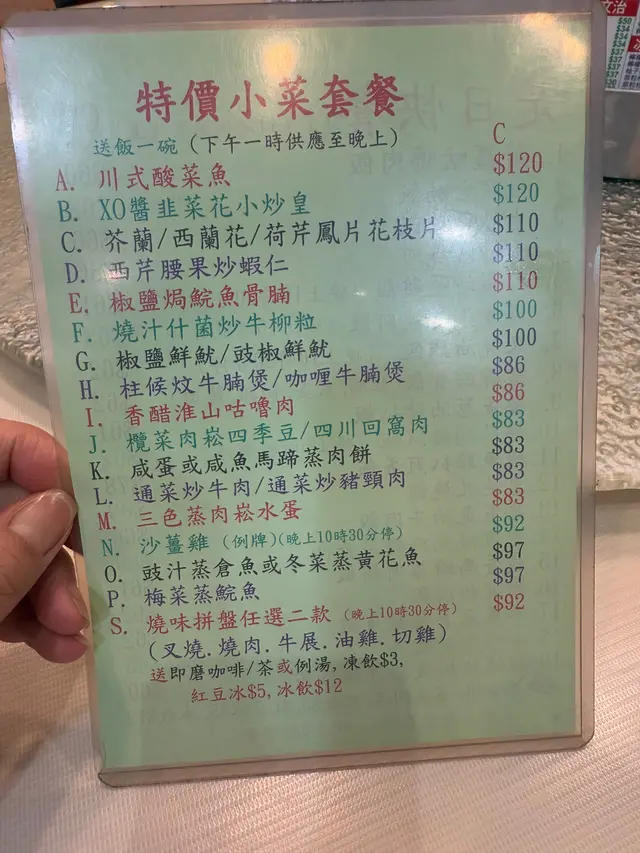 特價小菜套餐
送飯一碗 (下午一時供應至晚上) C
A. 川式酸菜魚 $120
B. XO醬韭菜花小炒皇 $120
C. 芥蘭/西蘭花/荷芹鳳片花枝片 $110
D. 西芹腰果炒蝦仁 $110
E. 椒鹽焗鯇魚骨腩 $110
F. 燒汁什菌炒牛柳粒 $100
G. 椒鹽鮮魷/豉椒鮮魷 $100
H. 柱候炆牛腩煲/咖喱牛腩煲 $86
I. 香醋淮山咕嚕肉 $86
J. 欖菜肉崧四季豆/四川回窩肉 $83
K. 咸蛋或咸魚馬蹄蒸肉餅 $83
L. 通菜炒牛肉/通菜炒豬頸肉 $83
M. 三色蒸肉崧水蛋 $83
N. 沙薑雞 (例牌)(晚上10時30分停) $92
O. 豉汁蒸倉魚或冬菜蒸黄花魚 $97
P. 梅菜蒸鯇魚 $97
S. 燒味拼盤任選二款 (晚上10時30分停) $92
(叉燒. 燒肉. 牛展. 油雞. 切雞)
送即磨咖啡/茶或例湯, 凍飲$3,
紅豆冰$5, 冰飲$12